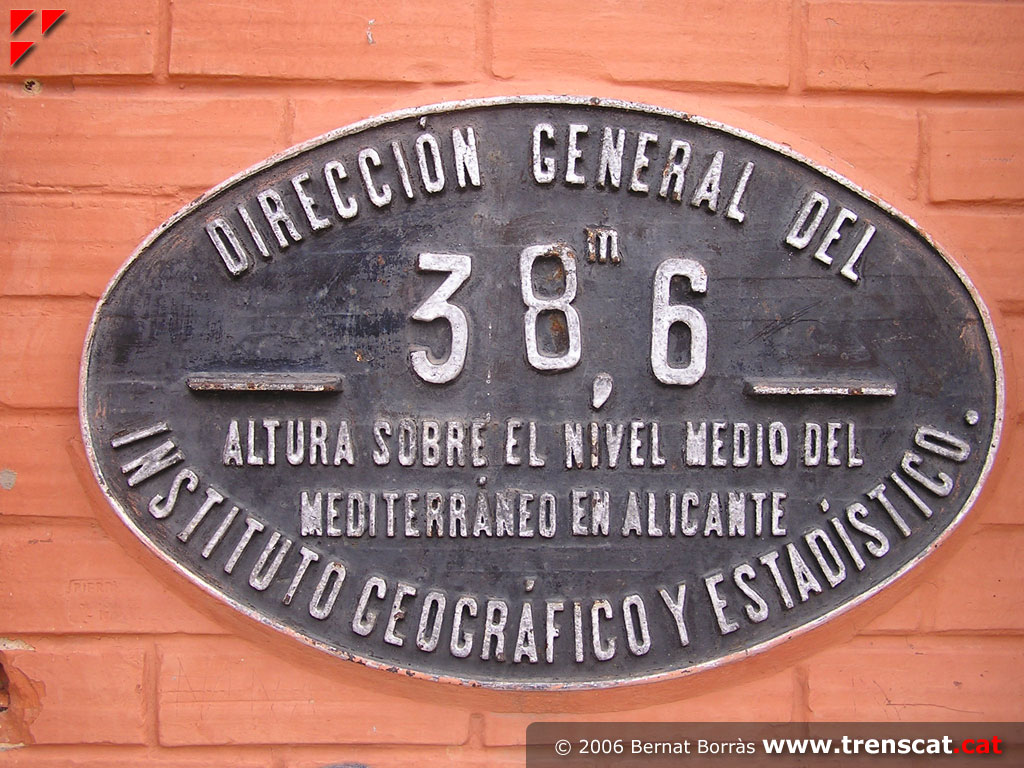 DIRECCIÓN GENERAL DEL
38,6 m
ALTURA SOBRE EL NIVEL MEDIO DEL
MEDITERRÁNEO EN ALICANTE
INSTITUTO GEOGRÁFICO Y ESTADÍSTICO.
© 2006 Bernat Borràs www.trenscat.cat